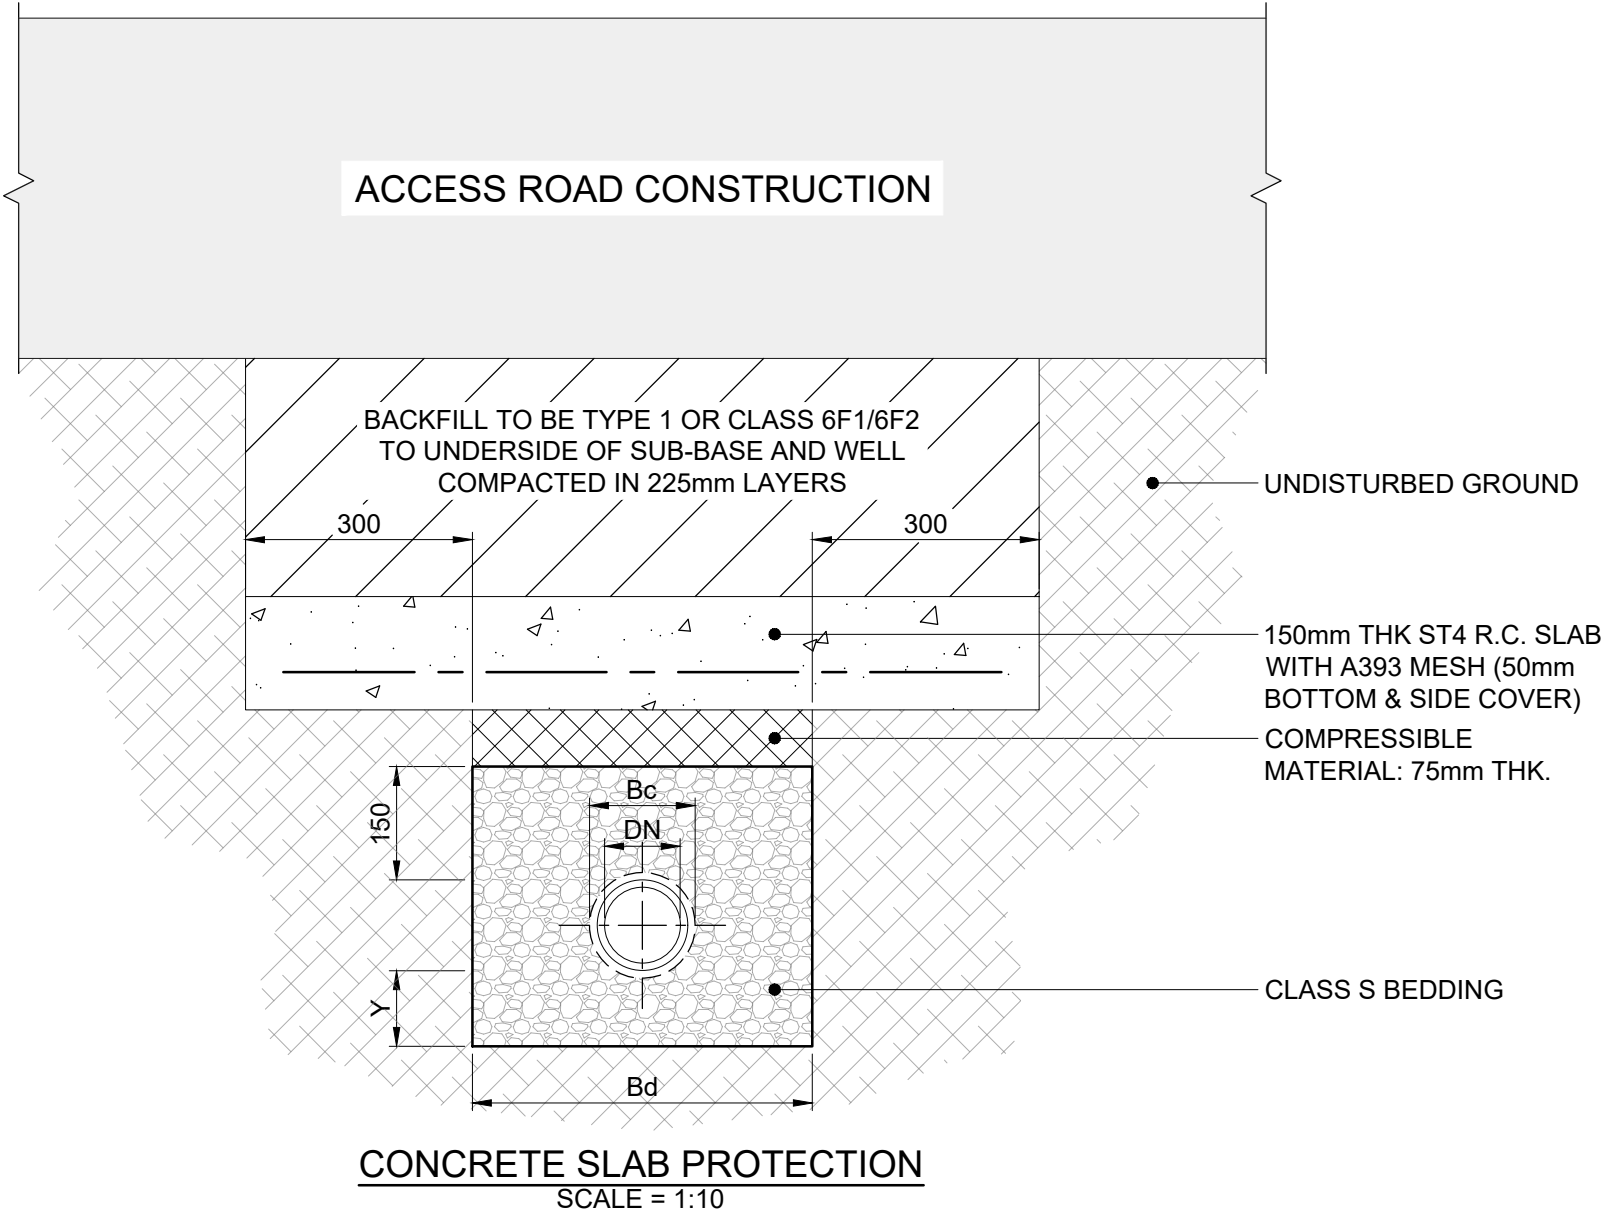 ACCESS ROAD CONSTRUCTION
BACKFILL TO BE TYPE 1 OR CLASS 6F1/6F2
TO UNDERSIDE OF SUB-BASE AND WELL
COMPACTED IN 225mm LAYERS
UNDISTURBED GROUND
300
300
150mm THK ST4 R.C. SLAB
WITH A393 MESH (50mm
BOTTOM & SIDE COVER)
COMPRESSIBLE
MATERIAL: 75mm THK.
Bc
150
DN
CLASS S BEDDING
Y
Bd
CONCRETE SLAB PROTECTION
SCALE = 1:10